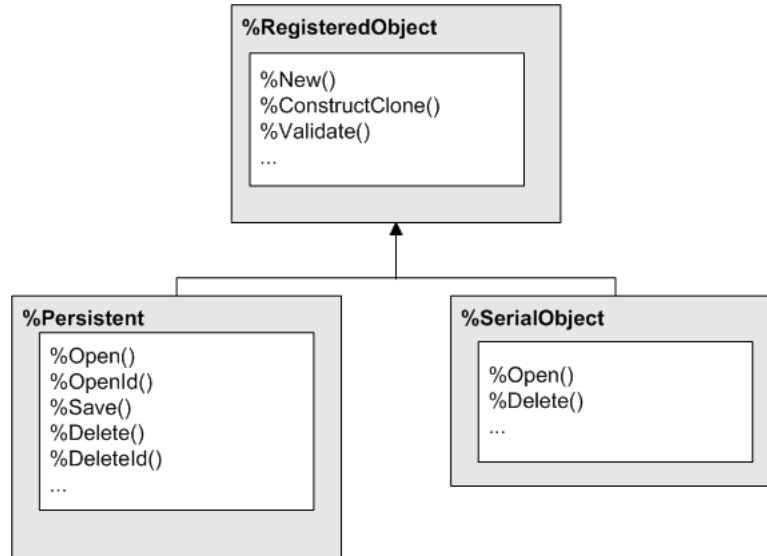 %RegisteredObject
%New()
%ConstructClone()
%Validate()
...
%Persistent
%Open()
%OpenId()
%Save()
%Delete()
%DeleteId()
...
%SerialObject
%Open()
%Delete()
...